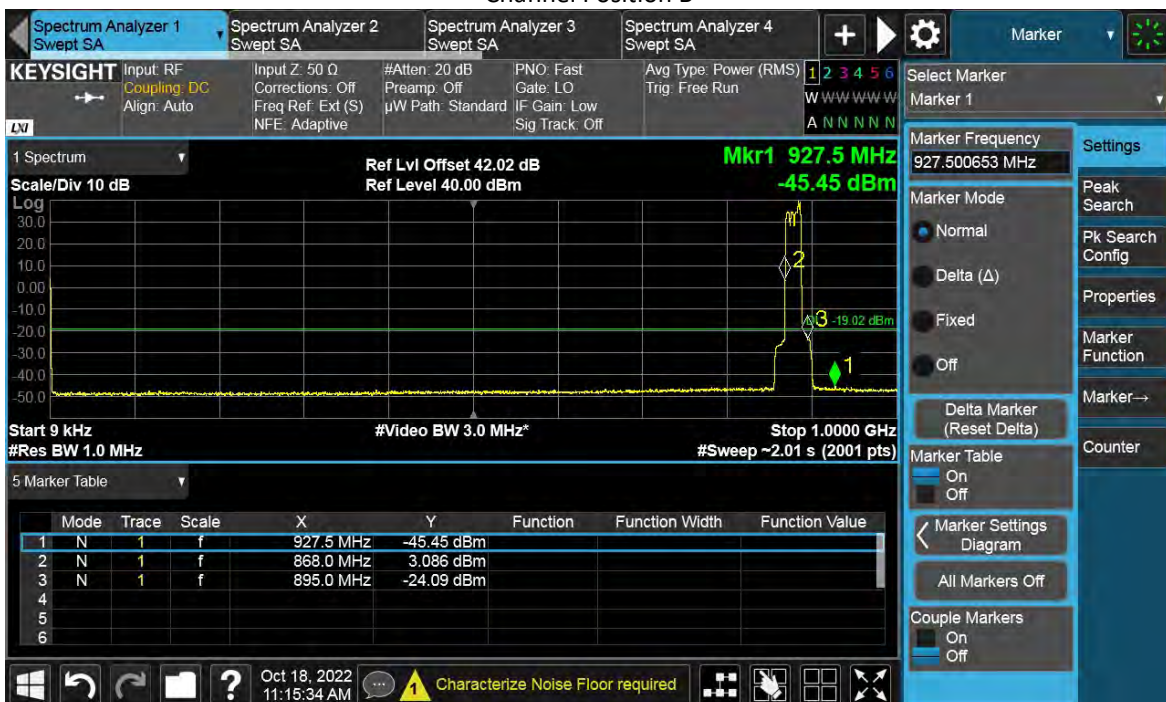 Channel Position B
Spectrum Analyzer 1
Swept SA
Spectrum Analyzer 2
Swept SA
Spectrum Analyzer 3
Swept SA
Spectrum Analyzer 4
Swept SA
Marker
KEYSIGHT
LXI
Input: RF
Coupling: DC
Align: Auto
Input Z: 50 Ω
Corrections: Off
Freq Ref: Ext (S)
NFE: Adaptive
#Atten: 20 dB
Preamp: Off
µW Path: Standard
PNO: Fast
Gate: LO
IF Gain: Low
Sig Track: Off
Avg Type: Power (RMS)
Trig: Free Run
1 2 3 4 5 6
W W W W W W
A N N N N N
Select Marker
Marker 1
1 Spectrum
Scale/Div 10 dB
Ref Lvl Offset 42.02 dB
Ref Level 40.00 dBm
Mkr1 927.5 MHz
-45.45 dBm
Log
30.0
20.0
10.0
0.00
-10.0
-20.0
-30.0
-40.0
-50.0
2
3
-19.02 dBm
1
Start 9 kHz
#Video BW 3.0 MHz*
Stop 1.0000 GHz
#Res BW 1.0 MHz
#Sweep ~2.01 s (2001 pts)
5 Marker Table
Mode Trace Scale X Y Function Function Width Function Value
1 N 1 f 927.5 MHz -45.45 dBm
2 N 1 f 868.0 MHz 3.086 dBm
3 N 1 f 895.0 MHz -24.09 dBm
4
5
6
Marker Frequency
927.500653 MHz
Marker Mode
Normal
Delta (Δ)
Fixed
Off
Delta Marker
(Reset Delta)
Marker Table
On
Off
Marker Settings
Diagram
All Markers Off
Couple Markers
On
Off
Settings
Peak
Search
Pk Search
Config
Properties
Marker
Function
Marker→
Counter
?
Oct 18, 2022
11:15:34 AM
1
Characterize Noise Floor required